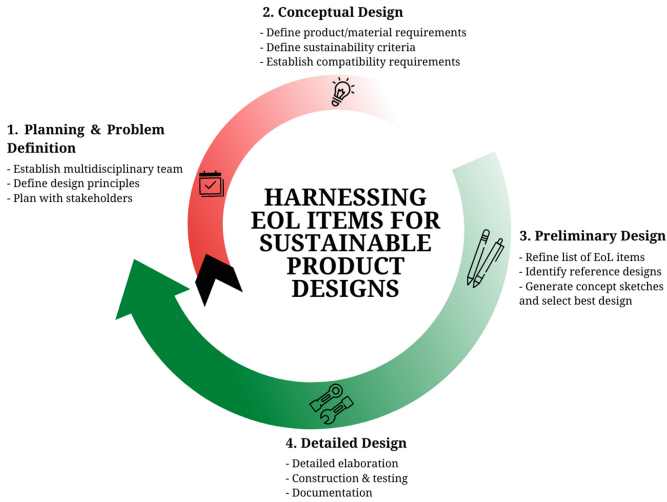 2. Conceptual Design
- Define product/material requirements
- Define sustainability criteria
- Establish compatibility requirements
1. Planning & Problem
Definition
- Establish multidisciplinary team
- Define design principles
- Plan with stakeholders
HARNESSING
EOL ITEMS FOR
SUSTAINABLE
PRODUCT
DESIGNS
3. Preliminary Design
- Refine list of EoL items
- Identify reference designs
- Generate concept sketches
and select best design
4. Detailed Design
- Detailed elaboration
- Construction & testing
- Documentation